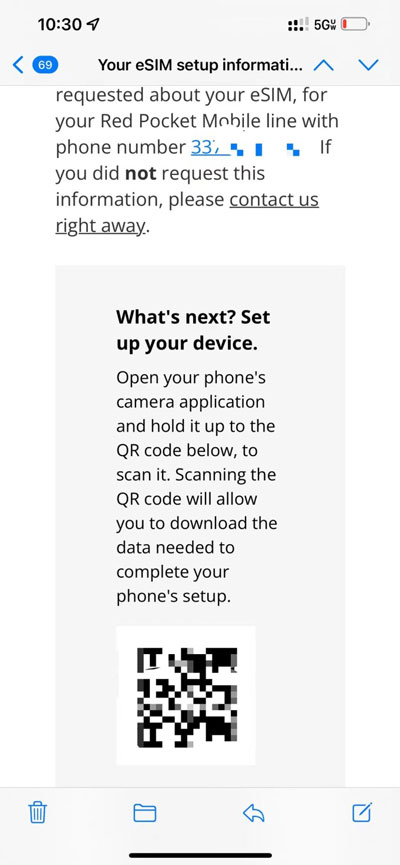 10:30
5G
69 Your eSIM setup informati...
requested about your eSIM, for
your Red Pocket Mobile line with
phone number If
you did not request this
information, please contact us
right away.
What's next? Set
up your device.
Open your phone's
camera application
and hold it up to the
QR code below, to
scan it. Scanning the
QR code will allow
you to download the
data needed to
complete your
phone's setup.